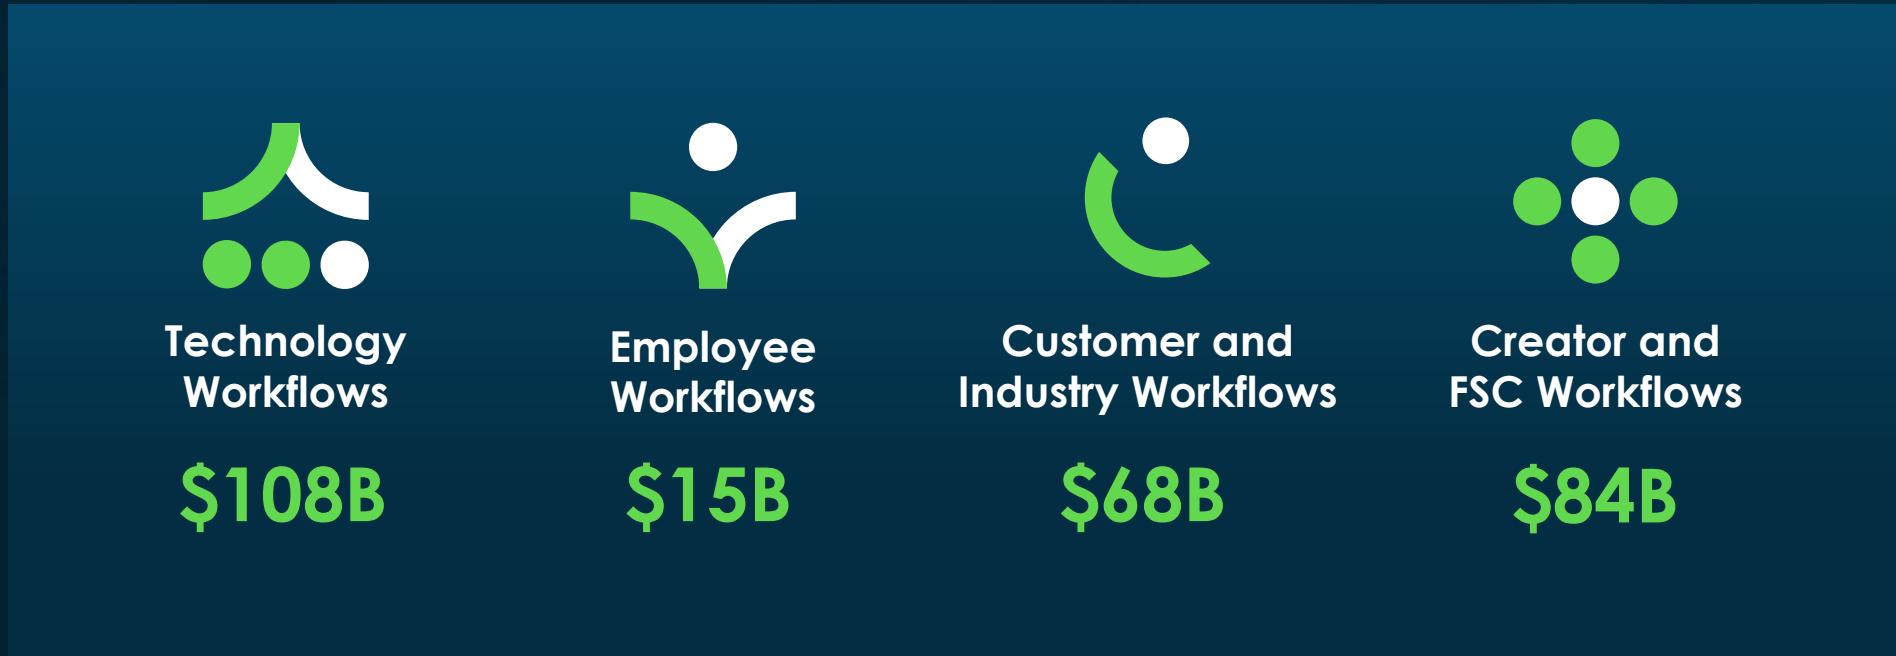 Technology
Workflows
$108B
Employee
Workflows
$15B
Customer and
Industry Workflows
$68B
Creator and
FSC Workflows
$84B